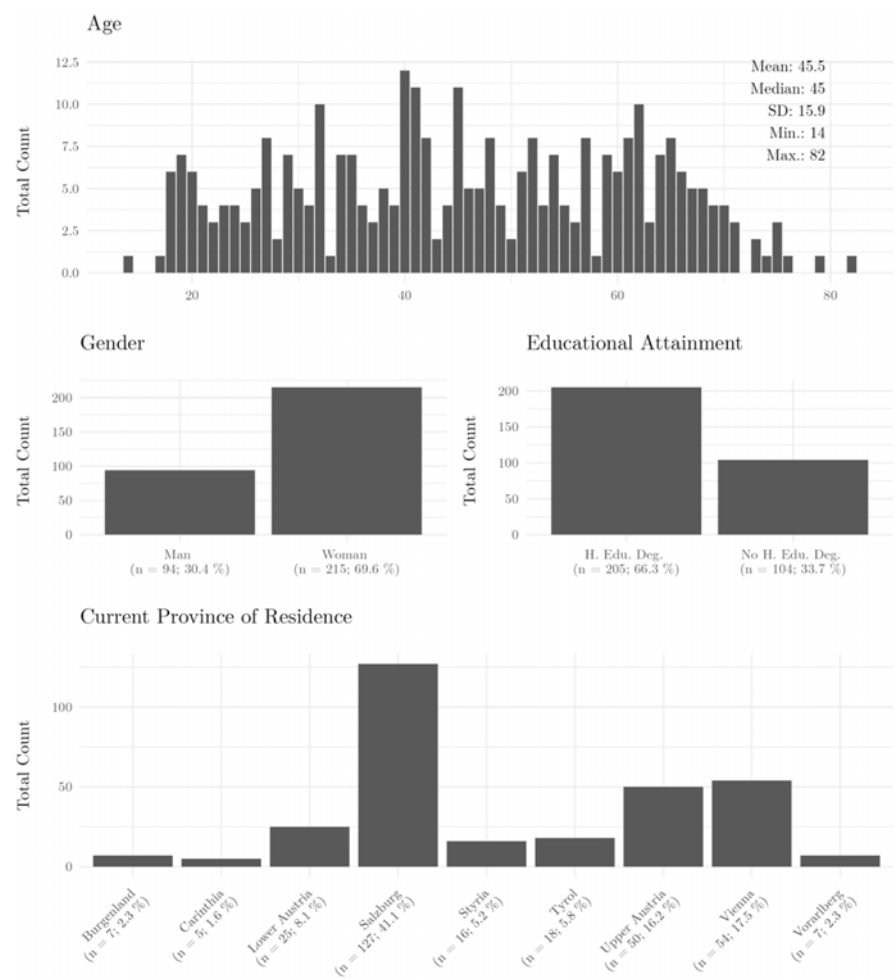 Age
Total Count
12.5
10.0
7.5
5.0
2.5
0.0
Mean: 45.5
Median: 45
SD: 15.9
Min.: 14
Max.: 82
20
40
60
80
Gender
Total Count
200
150
100
50
0
Man
(n = 94; 30.4 %)
Woman
(n = 215; 69.6 %)
Educational Attainment
Total Count
200
150
100
50
0
H. Edu. Deg.
(n = 205; 66.3 %)
No H. Edu. Deg.
(n = 104; 33.7 %)
Current Province of Residence
Total Count
100
50
0
Burgenland
(n = 7; 2.3 %)
Carinthia
(n = 5; 1.6 %)
Lower Austria
(n = 25; 8.1 %)
Salzburg
(n = 127; 41.1 %)
Styria
(n = 16; 5.2 %)
Tyrol
(n = 18; 5.8 %)
Upper Austria
(n = 50; 16.2 %)
Vienna
(n = 54; 17.5 %)
Vorarlberg
(n = 7; 2.3 %)